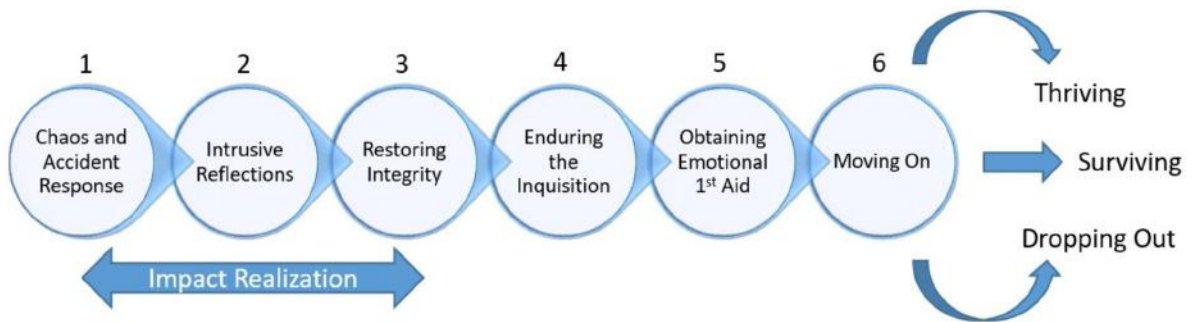 1
Chaos and
Accident
Response
2
Intrusive
Reflections
3
Restoring
Integrity
4
Enduring
the
Inquisition
5
Obtaining
Emotional
1st Aid
6
Moving On
Thriving
Surviving
Dropping Out
Impact Realization